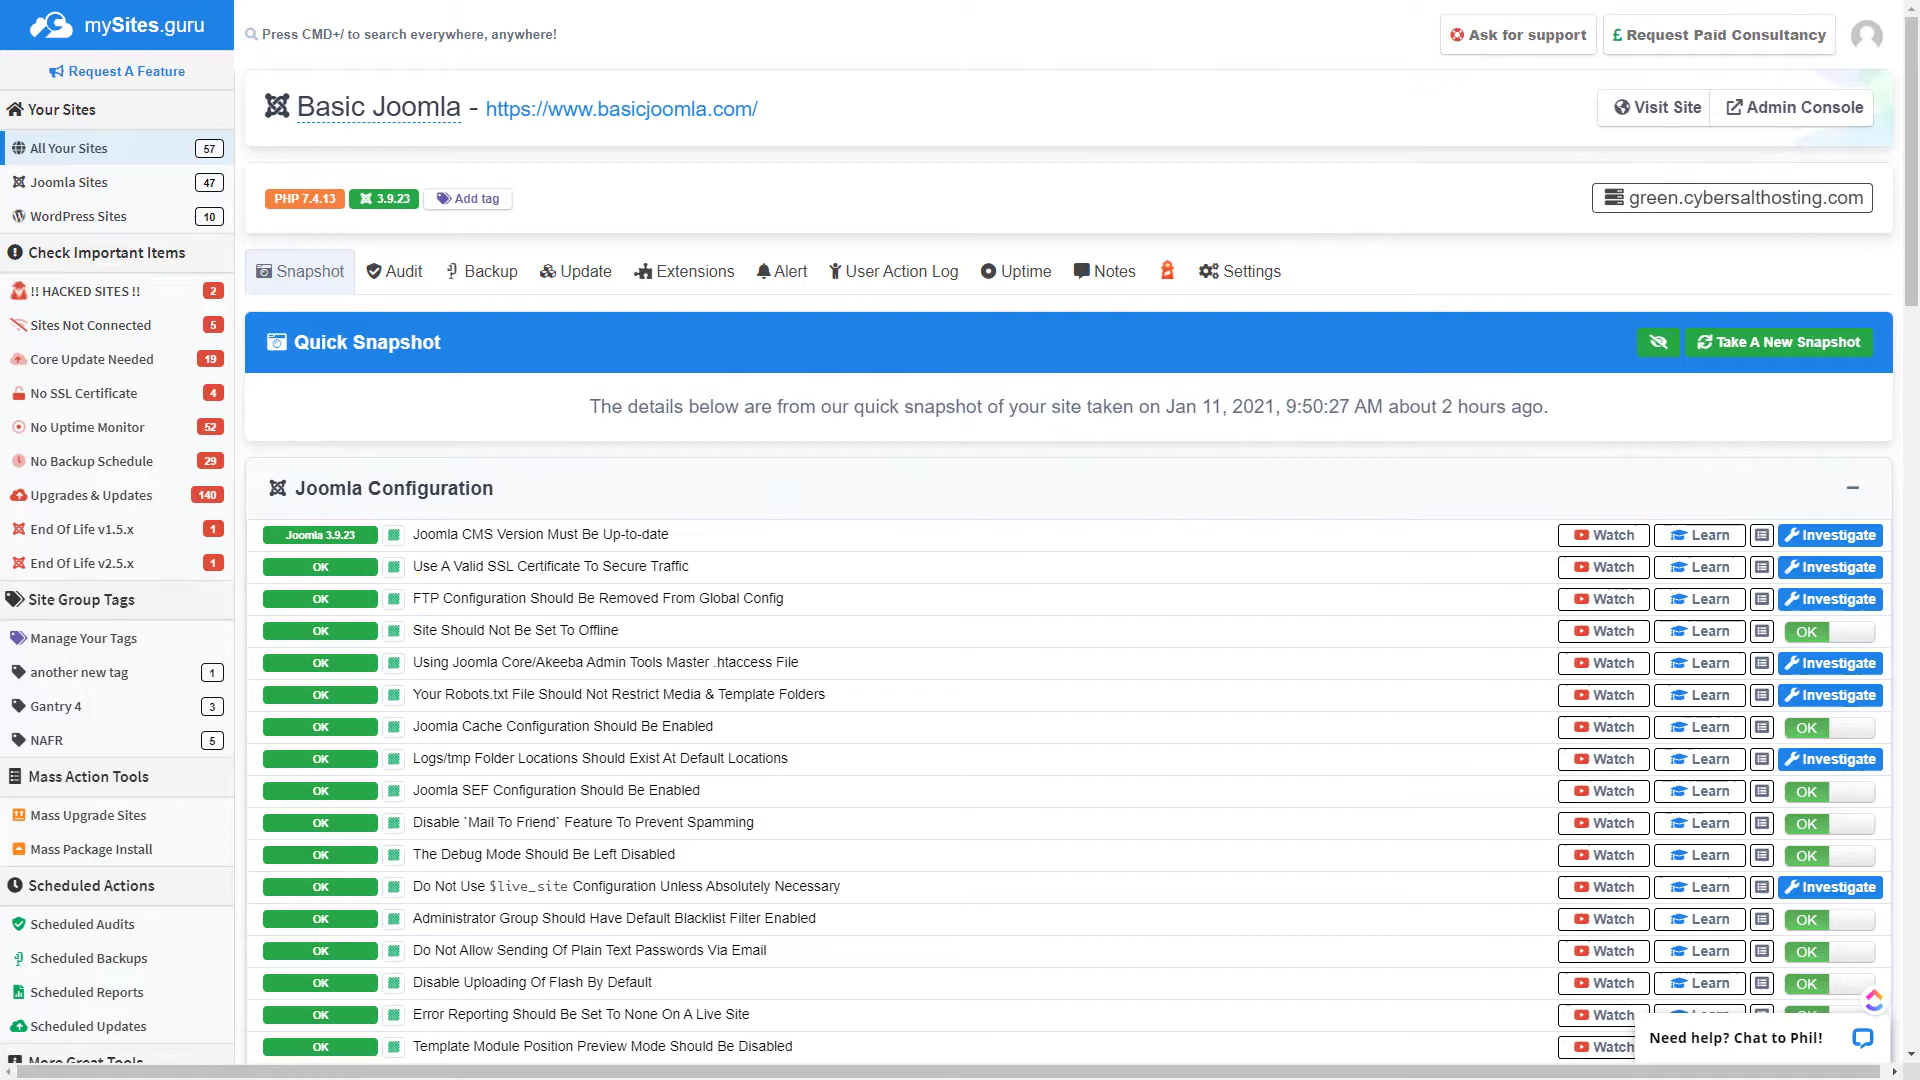 mySites.guru
Press CMD+/ to search everywhere, anywhere!
Ask for support
£ Request Paid Consultancy
Request A Feature
Your Sites
All Your Sites 57
Joomla Sites 47
WordPress Sites 10
Check Important Items
!! HACKED SITES !! 2
Sites Not Connected 5
Core Update Needed 19
No SSL Certificate 4
No Uptime Monitor 52
No Backup Schedule 29
Upgrades & Updates 140
End Of Life v1.5.x 1
End Of Life v2.5.x 1
Site Group Tags
Manage Your Tags
another new tag 1
Gantry 4 3
NAFR 5
Mass Action Tools
Mass Upgrade Sites
Mass Package Install
Scheduled Actions
Scheduled Audits
Scheduled Backups
Scheduled Reports
Scheduled Updates
More Great Tools
Basic Joomla - https://www.basicjoomla.com/
Visit Site
Admin Console
PHP 7.4.13 3.9.23 Add tag
green.cybersalthosting.com
Snapshot Audit Backup Update Extensions Alert User Action Log Uptime Notes Settings
Quick Snapshot
Take A New Snapshot
The details below are from our quick snapshot of your site taken on Jan 11, 2021, 9:50:27 AM about 2 hours ago.
Joomla Configuration
Joomla 3.9.23 Joomla CMS Version Must Be Up-to-date Watch Learn Investigate
OK Use A Valid SSL Certificate To Secure Traffic Watch Learn Investigate
OK FTP Configuration Should Be Removed From Global Config Watch Learn Investigate
OK Site Should Not Be Set To Offline Watch Learn OK
OK Using Joomla Core/Akeeba Admin Tools Master .htaccess File Watch Learn Investigate
OK Your Robots.txt File Should Not Restrict Media & Template Folders Watch Learn Investigate
OK Joomla Cache Configuration Should Be Enabled Watch Learn OK
OK Logs/tmp Folder Locations Should Exist At Default Locations Watch Learn Investigate
OK Joomla SEF Configuration Should Be Enabled Watch Learn OK
OK Disable `Mail To Friend` Feature To Prevent Spamming Watch Learn OK
OK The Debug Mode Should Be Left Disabled Watch Learn OK
OK Do Not Use $live_site Configuration Unless Absolutely Necessary Watch Learn Investigate
OK Administrator Group Should Have Default Blacklist Filter Enabled Watch Learn OK
OK Do Not Allow Sending Of Plain Text Passwords Via Email Watch Learn OK
OK Disable Uploading Of Flash By Default Watch Learn OK
OK Error Reporting Should Be Set To None On A Live Site Watch
OK Template Module Position Preview Mode Should Be Disabled Watch
Need help? Chat to Phil!